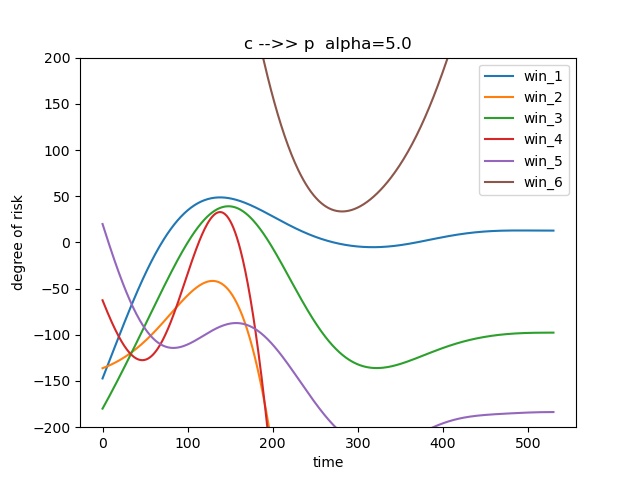 c -->> p  alpha=5.0
degree of risk
200
150
100
50
0
−50
−100
−150
−200
win_1
win_2
win_3
win_4
win_5
win_6
0
100
200
300
400
500
time